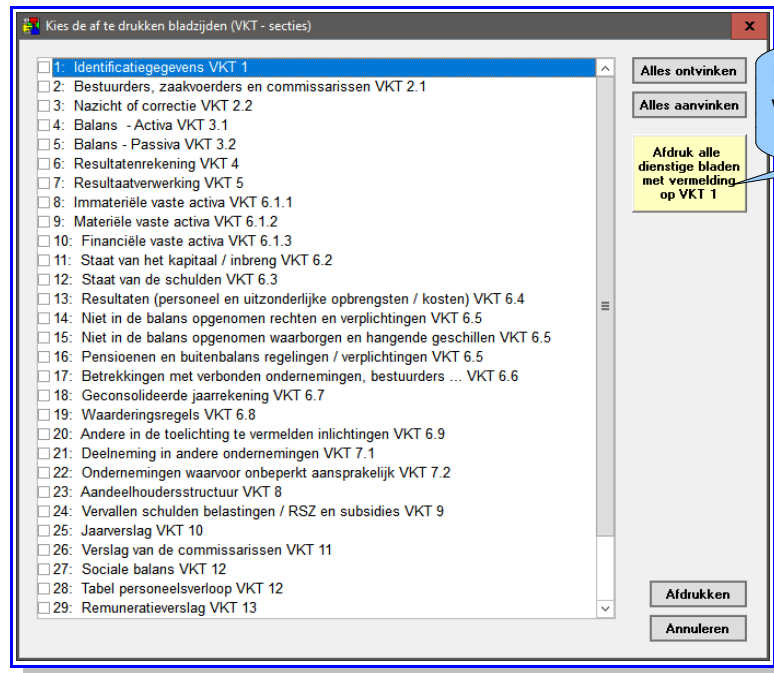 Kies de af te drukken bladzijden (VKT - secties)
x
1: Identificatiegegevens VKT 1
2: Bestuurders, zaakvoerders en commissarissen VKT 2.1
3: Nazicht of correctie VKT 2.2
4: Balans - Activa VKT 3.1
5: Balans - Passiva VKT 3.2
6: Resultatenrekening VKT 4
7: Resultaatverwerking VKT 5
8: Immateriële vaste activa VKT 6.1.1
9: Materiële vaste activa VKT 6.1.2
10: Financiële vaste activa VKT 6.1.3
11: Staat van het kapitaal / inbreng VKT 6.2
12: Staat van de schulden VKT 6.3
13: Resultaten (personeel en uitzonderlijke opbrengsten / kosten) VKT 6.4
14: Niet in de balans opgenomen rechten en verplichtingen VKT 6.5
15: Niet in de balans opgenomen waarborgen en hangende geschillen VKT 6.5
16: Pensioenen en buitenbalans regelingen / verplichtingen VKT 6.5
17: Betrekkingen met verbonden ondernemingen, bestuurders ... VKT 6.6
18: Geconsolideerde jaarrekening VKT 6.7
19: Waarderingsregels VKT 6.8
20: Andere in de toelichting te vermelden inlichtingen VKT 6.9
21: Deelneming in andere ondernemingen VKT 7.1
22: Ondernemingen waarvoor onbeperkt aansprakelijk VKT 7.2
23: Aandeelhoudersstructuur VKT 8
24: Vervallen schulden belastingen / RSZ en subsidies VKT 9
25: Jaarverslag VKT 10
26: Verslag van de commissarissen VKT 11
27: Sociale balans VKT 12
28: Tabel personeelsverloop VKT 12
29: Remuneratieverslag VKT 13
Alles ontvinken
Alles aanvinken
Afdruk alle
dienstige bladen
met vermelding
op VKT 1
Afdrukken
Annuleren